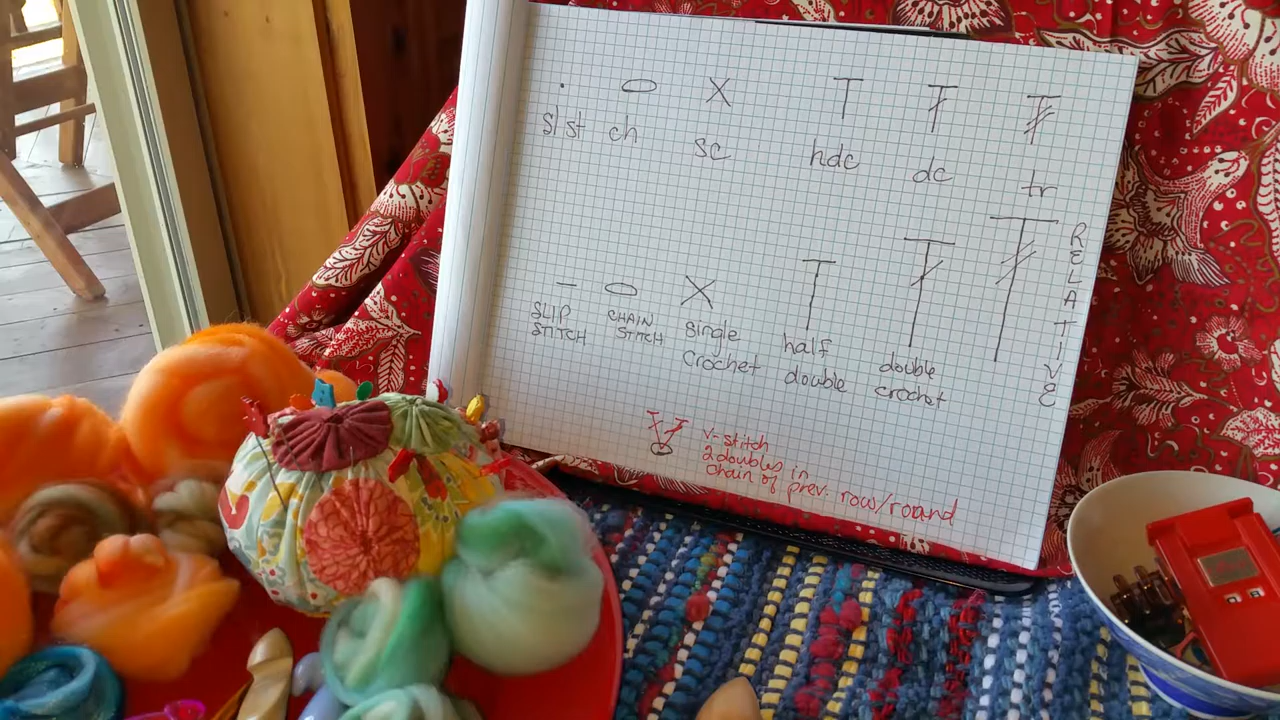 sl st ch sc hdc dc tr
SLIP STITCH
CHAIN STITCH
single crochet
half double
double crochet
RELATIVE
v-stitch
2 doubles in
chain of prev. row/round